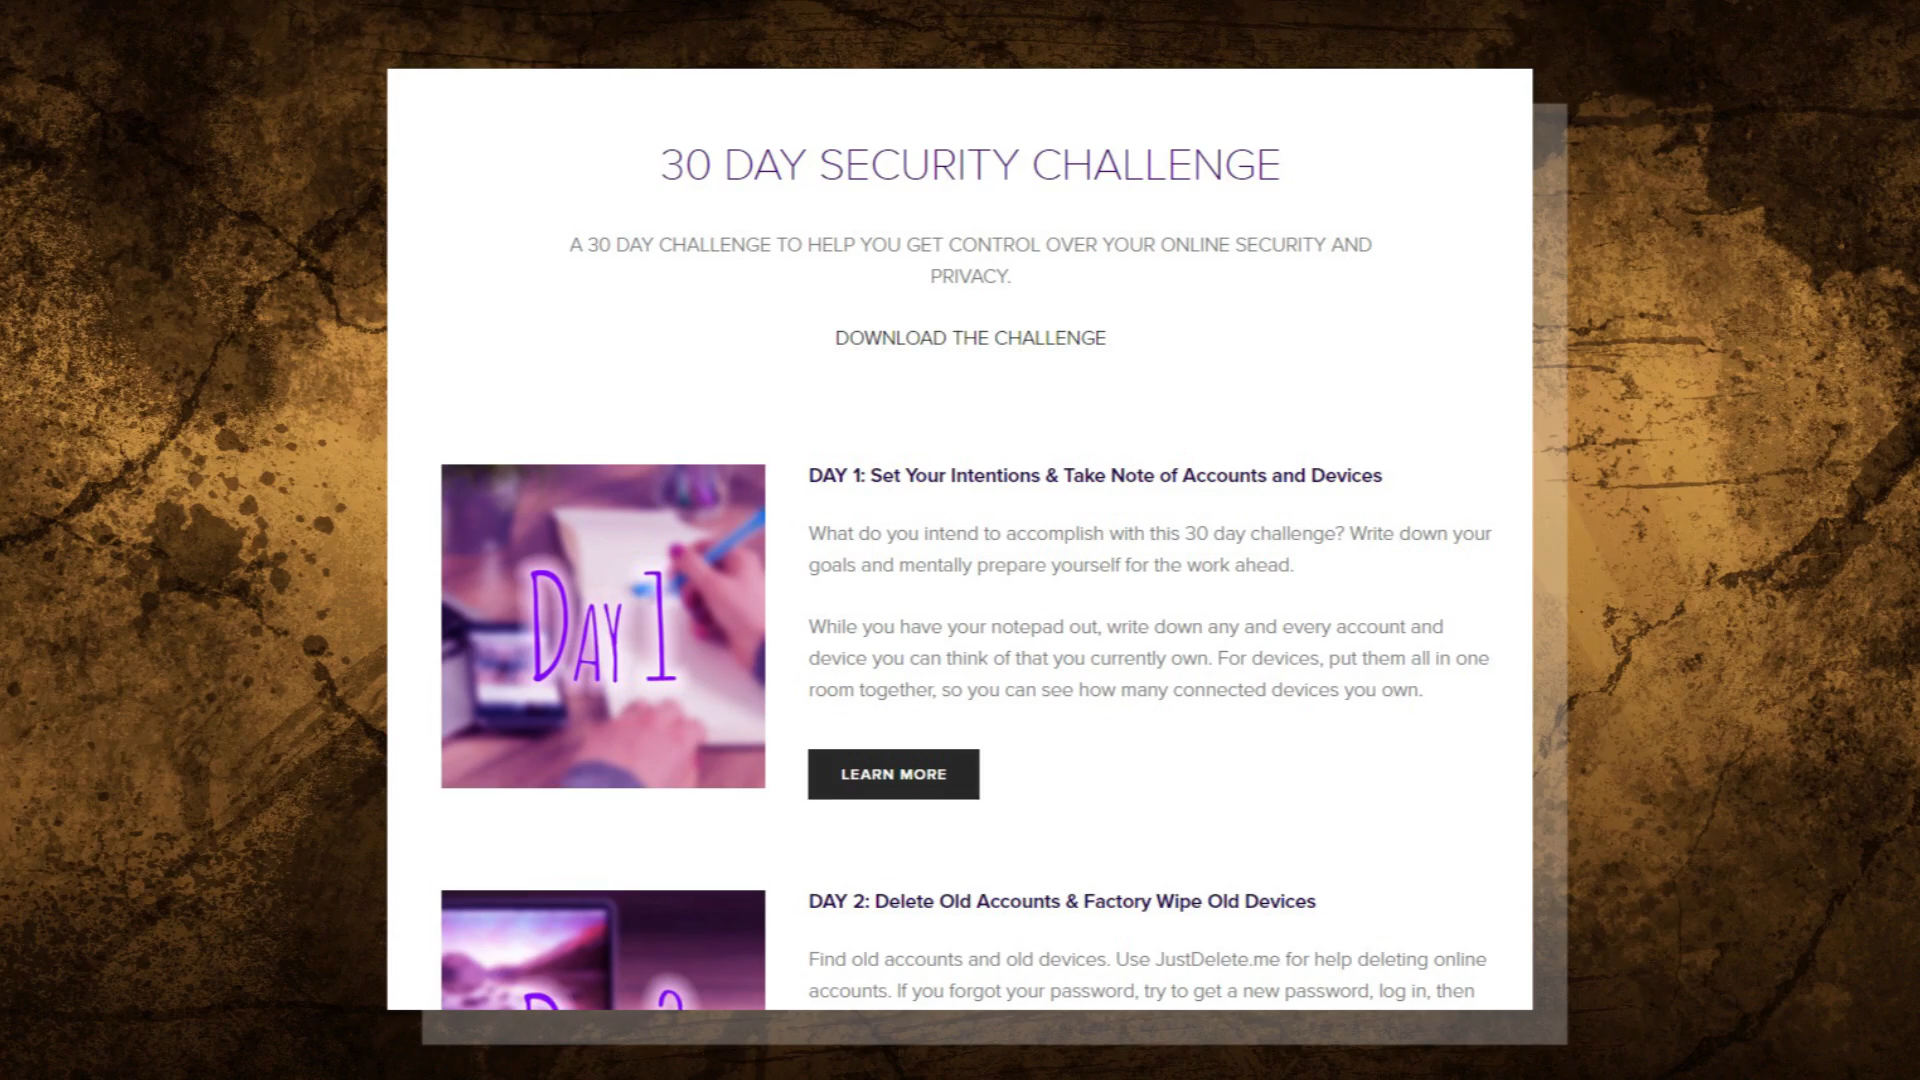 30 DAY SECURITY CHALLENGE
A 30 DAY CHALLENGE TO HELP YOU GET CONTROL OVER YOUR ONLINE SECURITY AND
PRIVACY.
DOWNLOAD THE CHALLENGE
DAY 1
DAY 1: Set Your Intentions & Take Note of Accounts and Devices
What do you intend to accomplish with this 30 day challenge? Write down your
goals and mentally prepare yourself for the work ahead.
While you have your notepad out, write down any and every account and
device you can think of that you currently own. For devices, put them all in one
room together, so you can see how many connected devices you own.
LEARN MORE
DAY 2: Delete Old Accounts & Factory Wipe Old Devices
Find old accounts and old devices. Use JustDelete.me for help deleting online
accounts. If you forgot your password, try to get a new password, log in, then